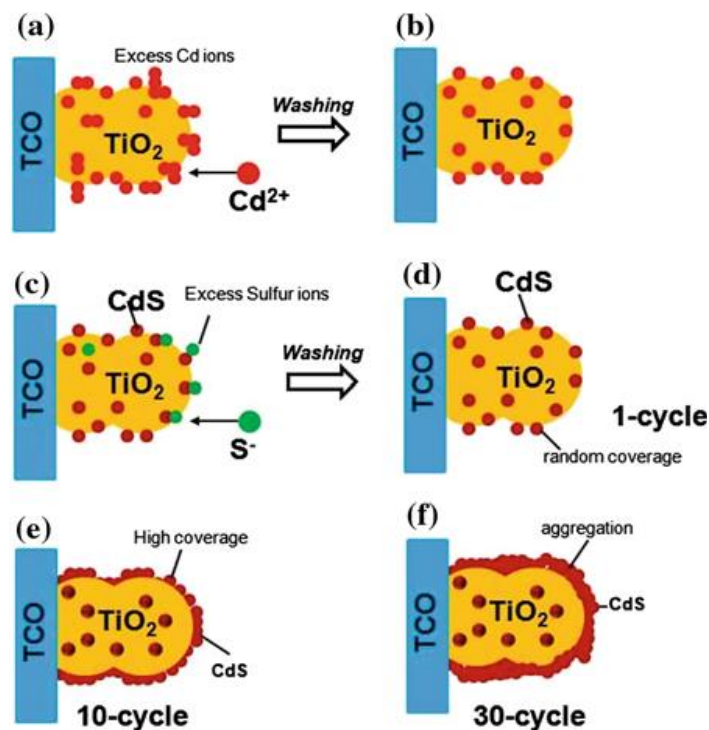 (a)
Excess Cd ions
TCO
TiO₂
Cd²⁺
Washing
(b)
TCO
TiO₂
(c)
CdS
Excess Sulfur ions
TCO
TiO₂
S⁻
Washing
(d)
CdS
TCO
TiO₂
1-cycle
random coverage
(e)
High coverage
TCO
TiO₂
CdS
10-cycle
(f)
aggregation
TCO
TiO₂
CdS
30-cycle